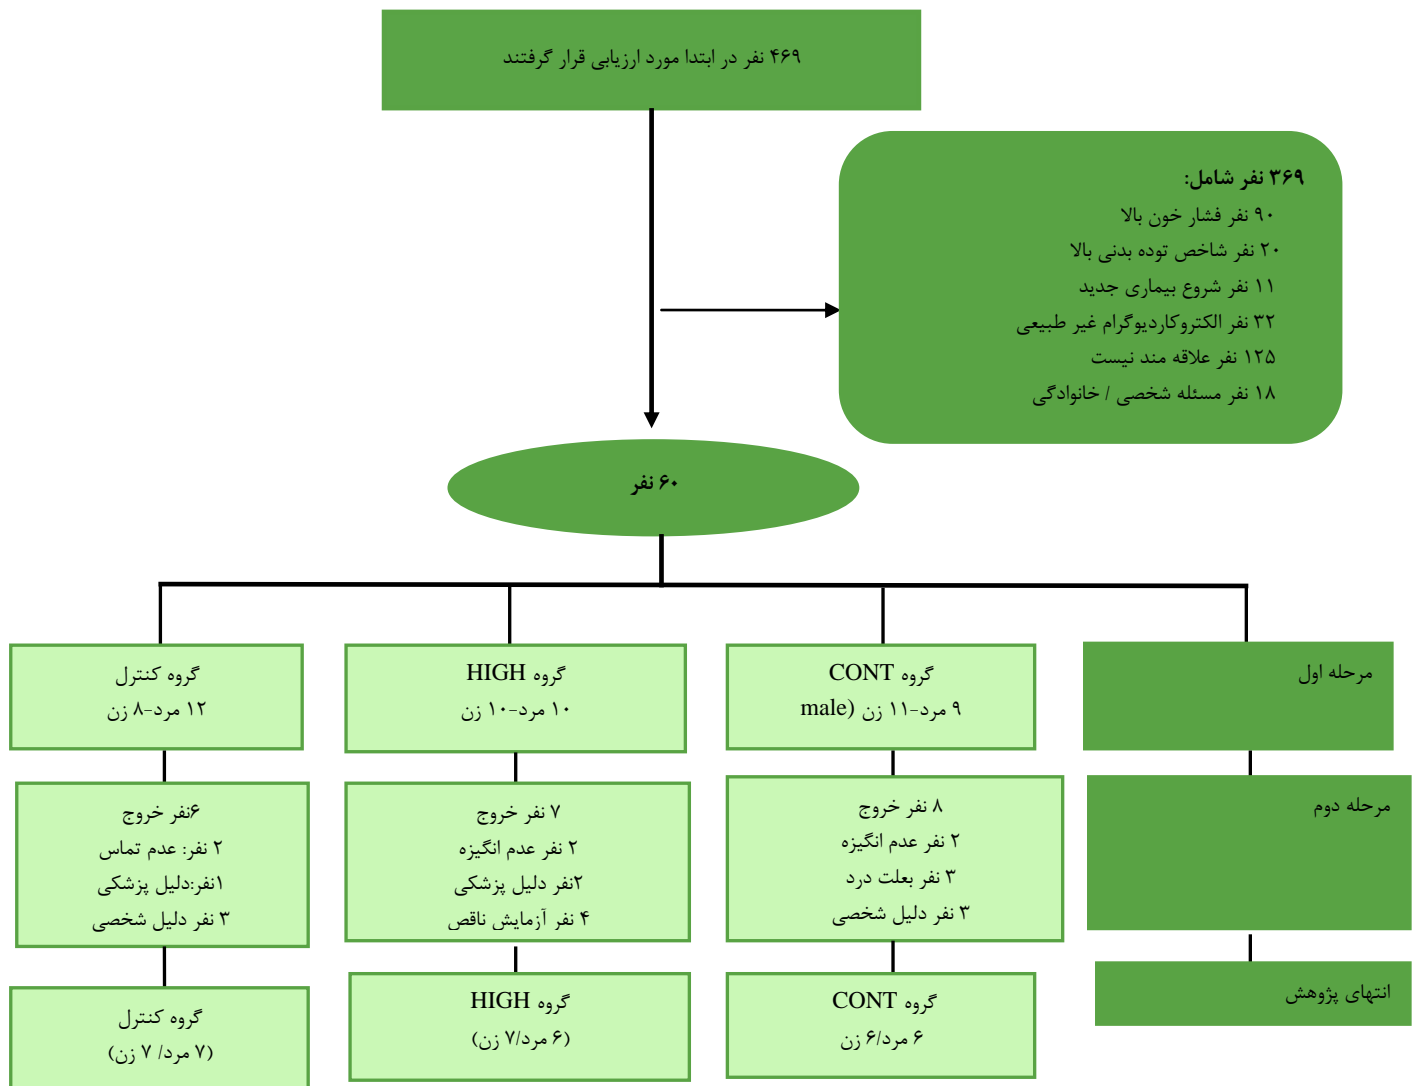 ۴۶۹ نفر در ابتدا مورد ارزیابی قرار گرفتند
۳۶۹ نفر شامل:
۹۰ نفر فشار خون بالا
۲۰ نفر شاخص توده بدنی بالا
۱۱ نفر شروع بیماری جدید
۳۲ نفر الکتروکاردیوگرام غیر طبیعی
۱۲۵ نفر علاقه مند نیست
۱۸ نفر مسئله شخصی / خانوادگی
۶۰ نفر
مرحله اول
گروه CONT
۹ مرد-۱۱ زن (male
گروه HIGH
۱۰ مرد-۱۰ زن
گروه کنترل
۱۲ مرد-۸ زن
مرحله دوم
۸ نفر خروج
۲ نفر عدم انگیزه
۳ نفر بعلت درد
۳ نفر دلیل شخصی
۷ نفر خروج
۲ نفر عدم انگیزه
۲نفر دلیل پزشکی
۴ نفر آزمایش ناقص
۶نفر خروج
۲ نفر: عدم تماس
۱نفر:دلیل پزشکی
۳ نفر دلیل شخصی
انتهای پژوهش
گروه CONT
۶ مرد/۶ زن
گروه HIGH
(۶ مرد/۷ زن)
گروه کنترل
(۷ مرد/ ۷ زن)